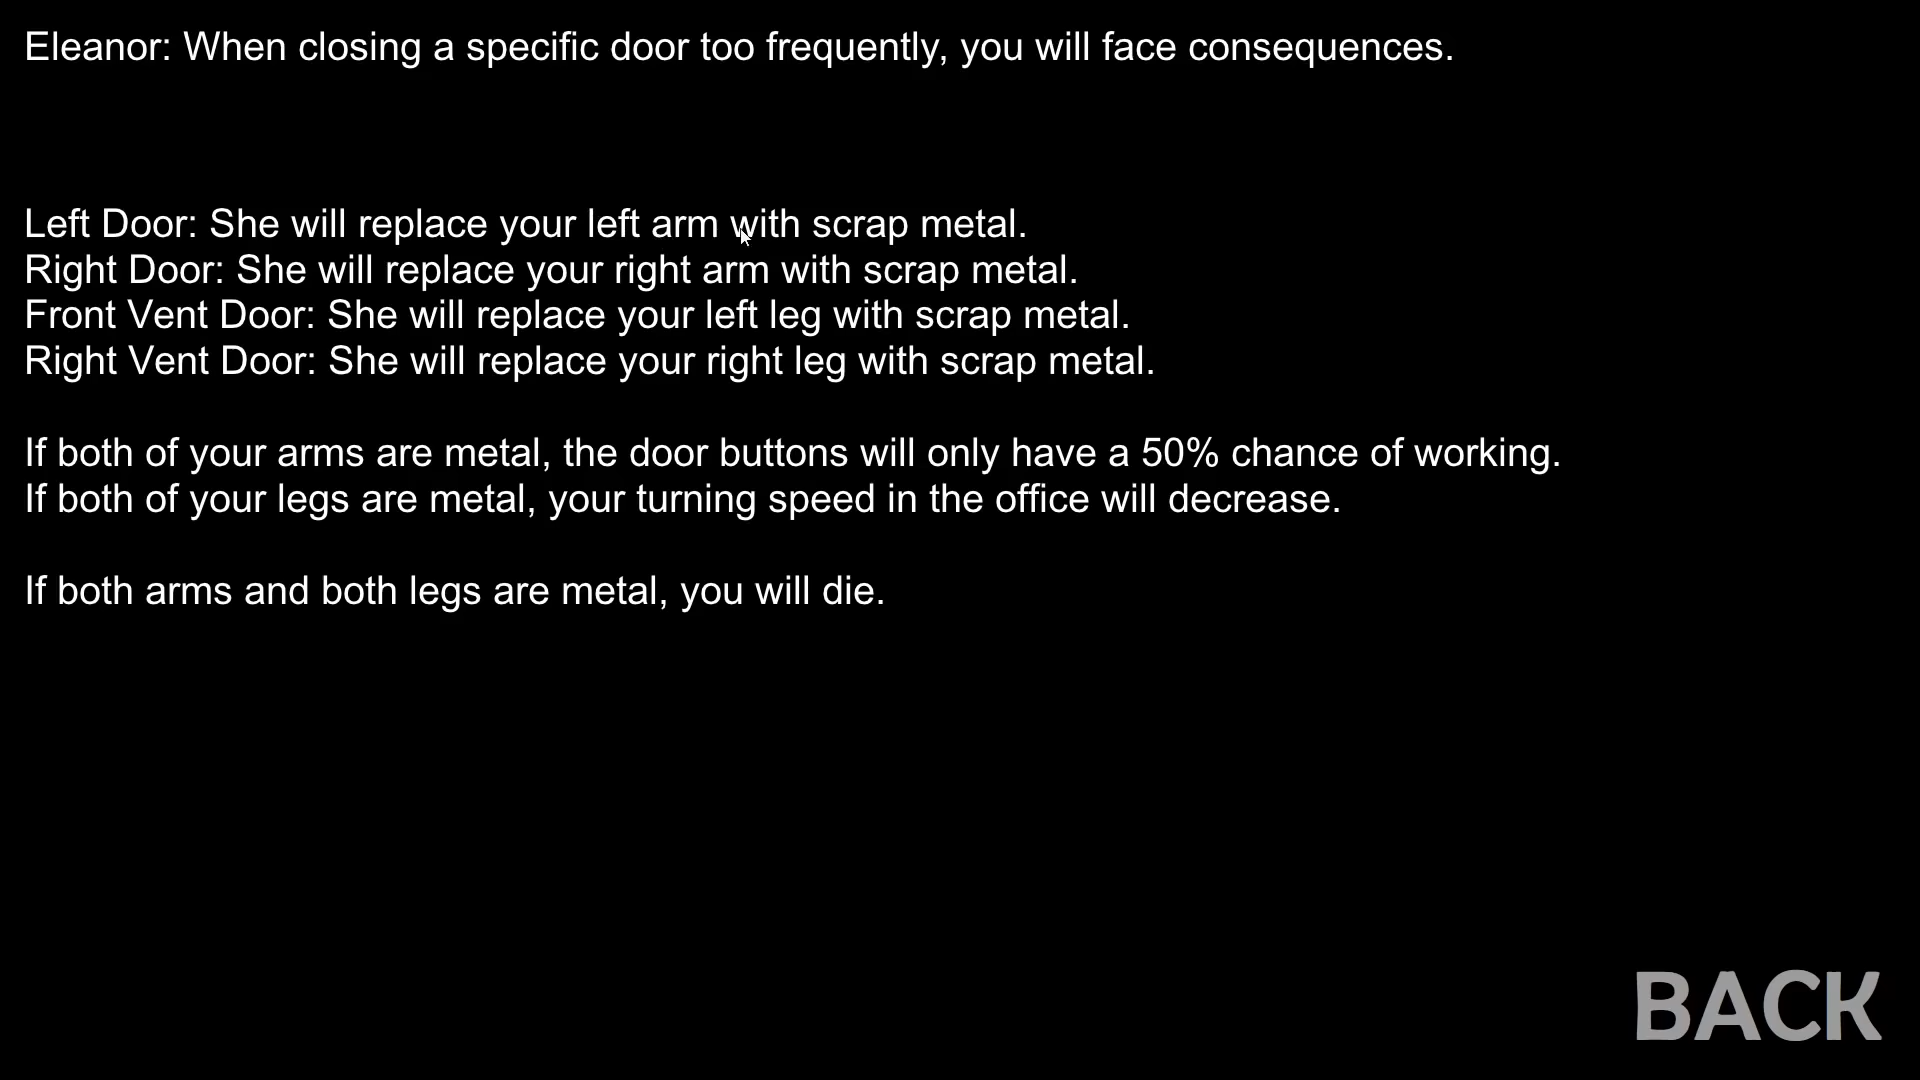 Eleanor: When closing a specific door too frequently, you will face consequences.
Left Door: She will replace your left arm with scrap metal.
Right Door: She will replace your right arm with scrap metal.
Front Vent Door: She will replace your left leg with scrap metal.
Right Vent Door: She will replace your right leg with scrap metal.
If both of your arms are metal, the door buttons will only have a 50% chance of working.
If both of your legs are metal, your turning speed in the office will decrease.
If both arms and both legs are metal, you will die.
BACK